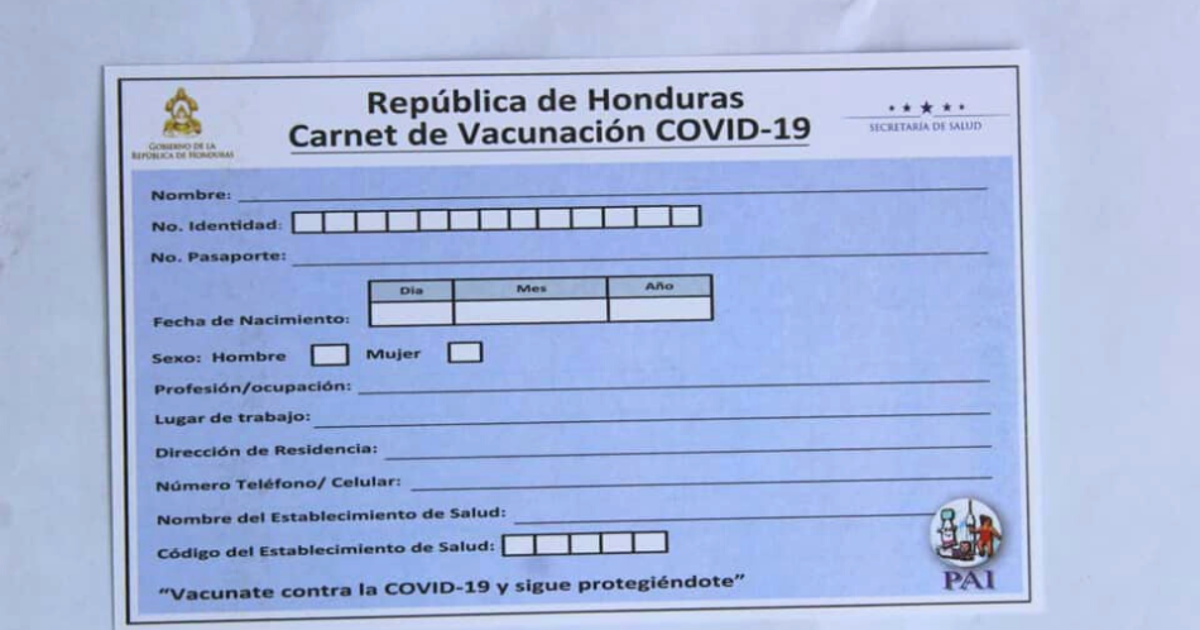 República de Honduras
Carnet de Vacunación COVID-19
GOBIERNO DE LA
REPÚBLICA DE HONDURAS
SECRETARÍA DE SALUD
Nombre:
No. Identidad:
No. Pasaporte:
Dia Mes Año
Fecha de Nacimiento:
Sexo: Hombre Mujer
Profesión/ocupación:
Lugar de trabajo:
Dirección de Residencia:
Número Teléfono/ Celular:
Nombre del Establecimiento de Salud:
Código del Establecimiento de Salud:
"Vacunate contra la COVID-19 y sigue protegiéndote"
PAI